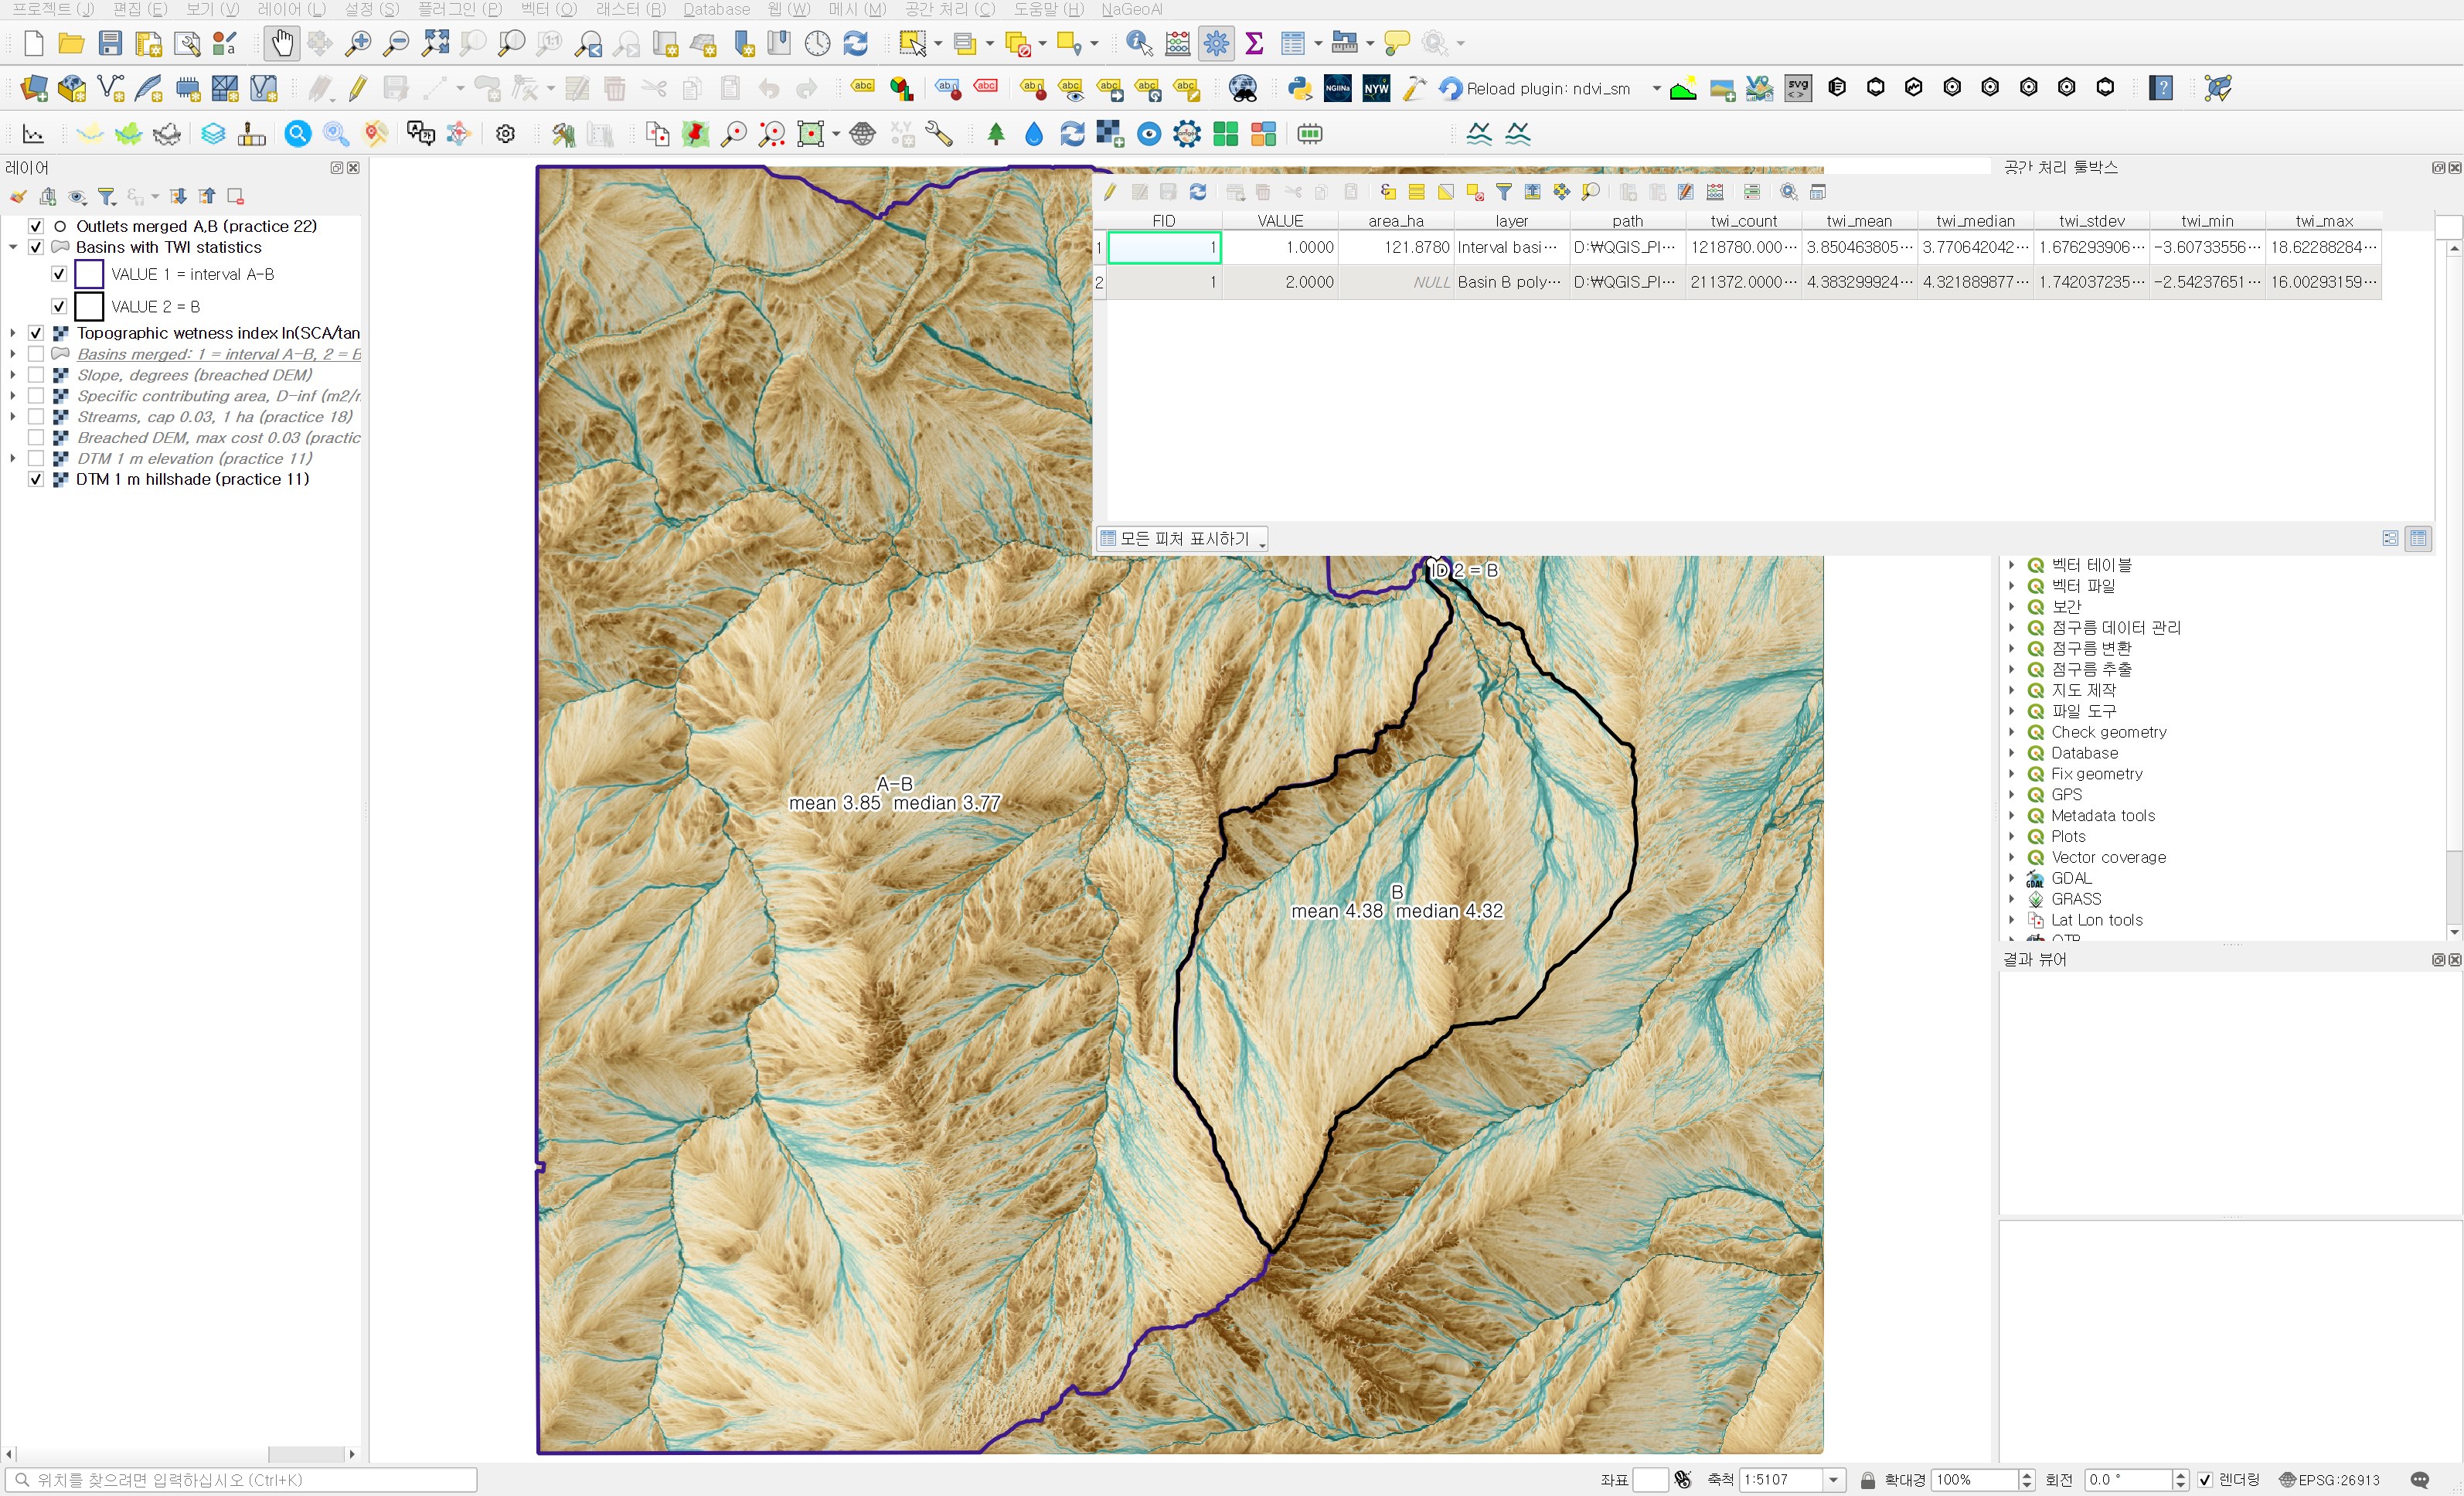 프로젝트 (J) 편집 (E) 보기 (V) 레이어 (L) 설정 (S) 플러그인 (P) 벡터 (O) 래스터 (R) Database 웹 (W) 메시 (M) 공간 처리 (C) 도움말 (H) NaGeoAI
Reload plugin: ndvi_sm
레이어
공간 처리 툴박스
Outlets merged A,B (practice 22)
Basins with TWI statistics
VALUE 1 = interval A-B
VALUE 2 = B
Topographic wetness index ln(SCA/tan
Basins merged: 1 = interval A-B, 2 = B
Slope, degrees (breached DEM)
Specific contributing area, D-inf (m2/r
Streams, cap 0.03, 1 ha (practice 18)
Breached DEM, max cost 0.03 (practic
DTM 1 m elevation (practice 11)
DTM 1 m hillshade (practice 11)
FID VALUE area_ha layer path twi_count twi_mean twi_median twi_stdev twi_min twi_max
1 1 1.0000 121.8780 Interval basi… D:₩QGIS_Pl… 1218780.000… 3.850463805… 3.770642042… 1.676293906… -3.60733556… 18.62288284…
2 1 2.0000 NULL Basin B poly… D:₩QGIS_Pl… 211372.0000… 4.383299924… 4.321889877… 1.742037235… -2.54237651… 16.00293159…
모든 피처 표시하기
ID 2 = B
A-B
mean 3.85 median 3.77
B
mean 4.38 median 4.32
벡터 테이블
벡터 파일
보간
점구름 데이터 관리
점구름 변환
점구름 추출
지도 제작
파일 도구
Check geometry
Database
Fix geometry
GPS
Metadata tools
Plots
Vector coverage
GDAL
GRASS
Lat Lon tools
OTB
결과 뷰어
위치를 찾으려면 입력하십시오 (Ctrl+K)
좌표 축척 1:5107 확대경 100% 회전 0.0 ° 렌더링 EPSG:26913